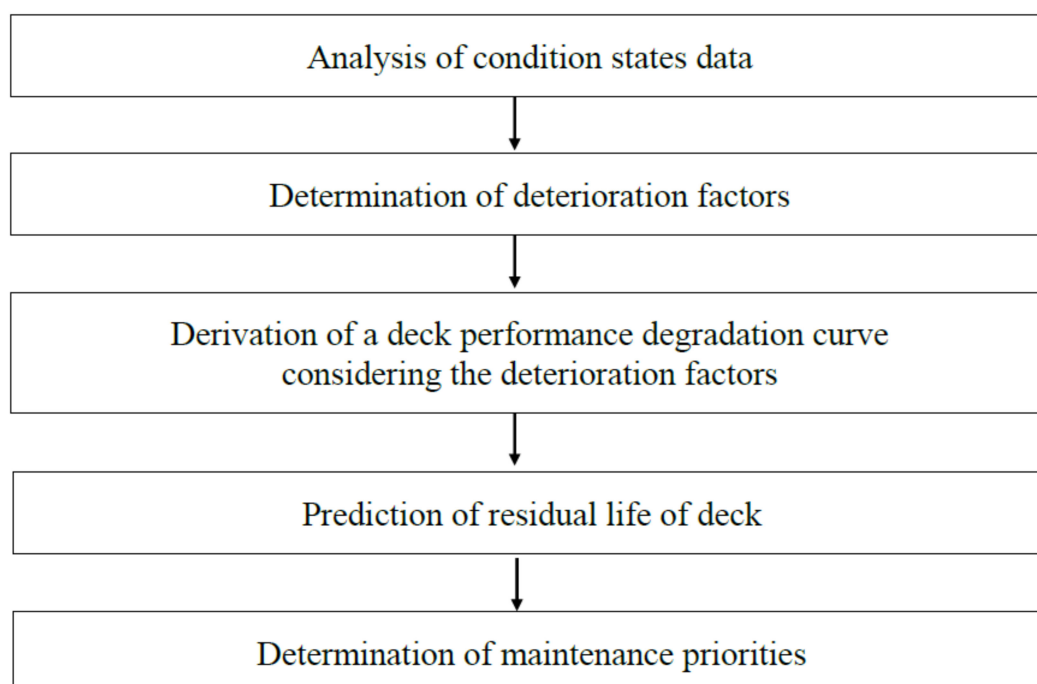 Analysis of condition states data
Determination of deterioration factors
Derivation of a deck performance degradation curve
considering the deterioration factors
Prediction of residual life of deck
Determination of maintenance priorities